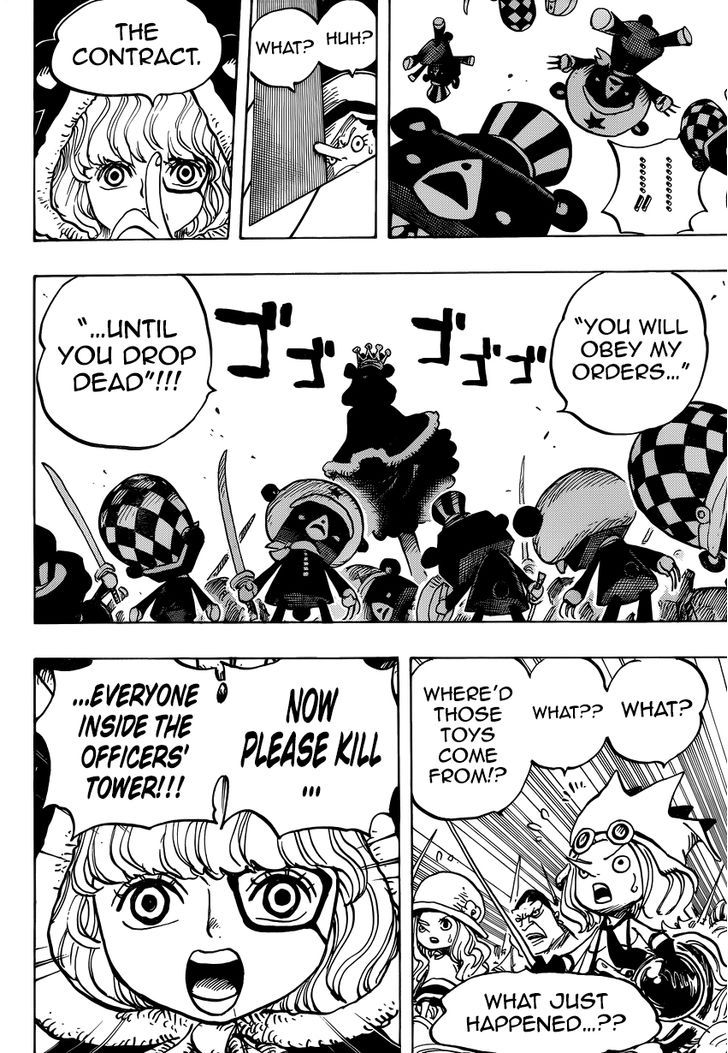 .......!!
HUH?
WHAT?
THE
CONTRACT.
"YOU WILL
OBEY MY
ORDERS..."
ゴゴゴ
ゴゴゴ
"...UNTIL
YOU DROP
DEAD"!!!
WHAT?
WHAT??
WHERE'D
THOSE
TOYS
COME
FROM!?
WHAT JUST
HAPPENED...??
NOW
PLEASE KILL
...
...EVERYONE
INSIDE THE
OFFICERS'
TOWER!!!